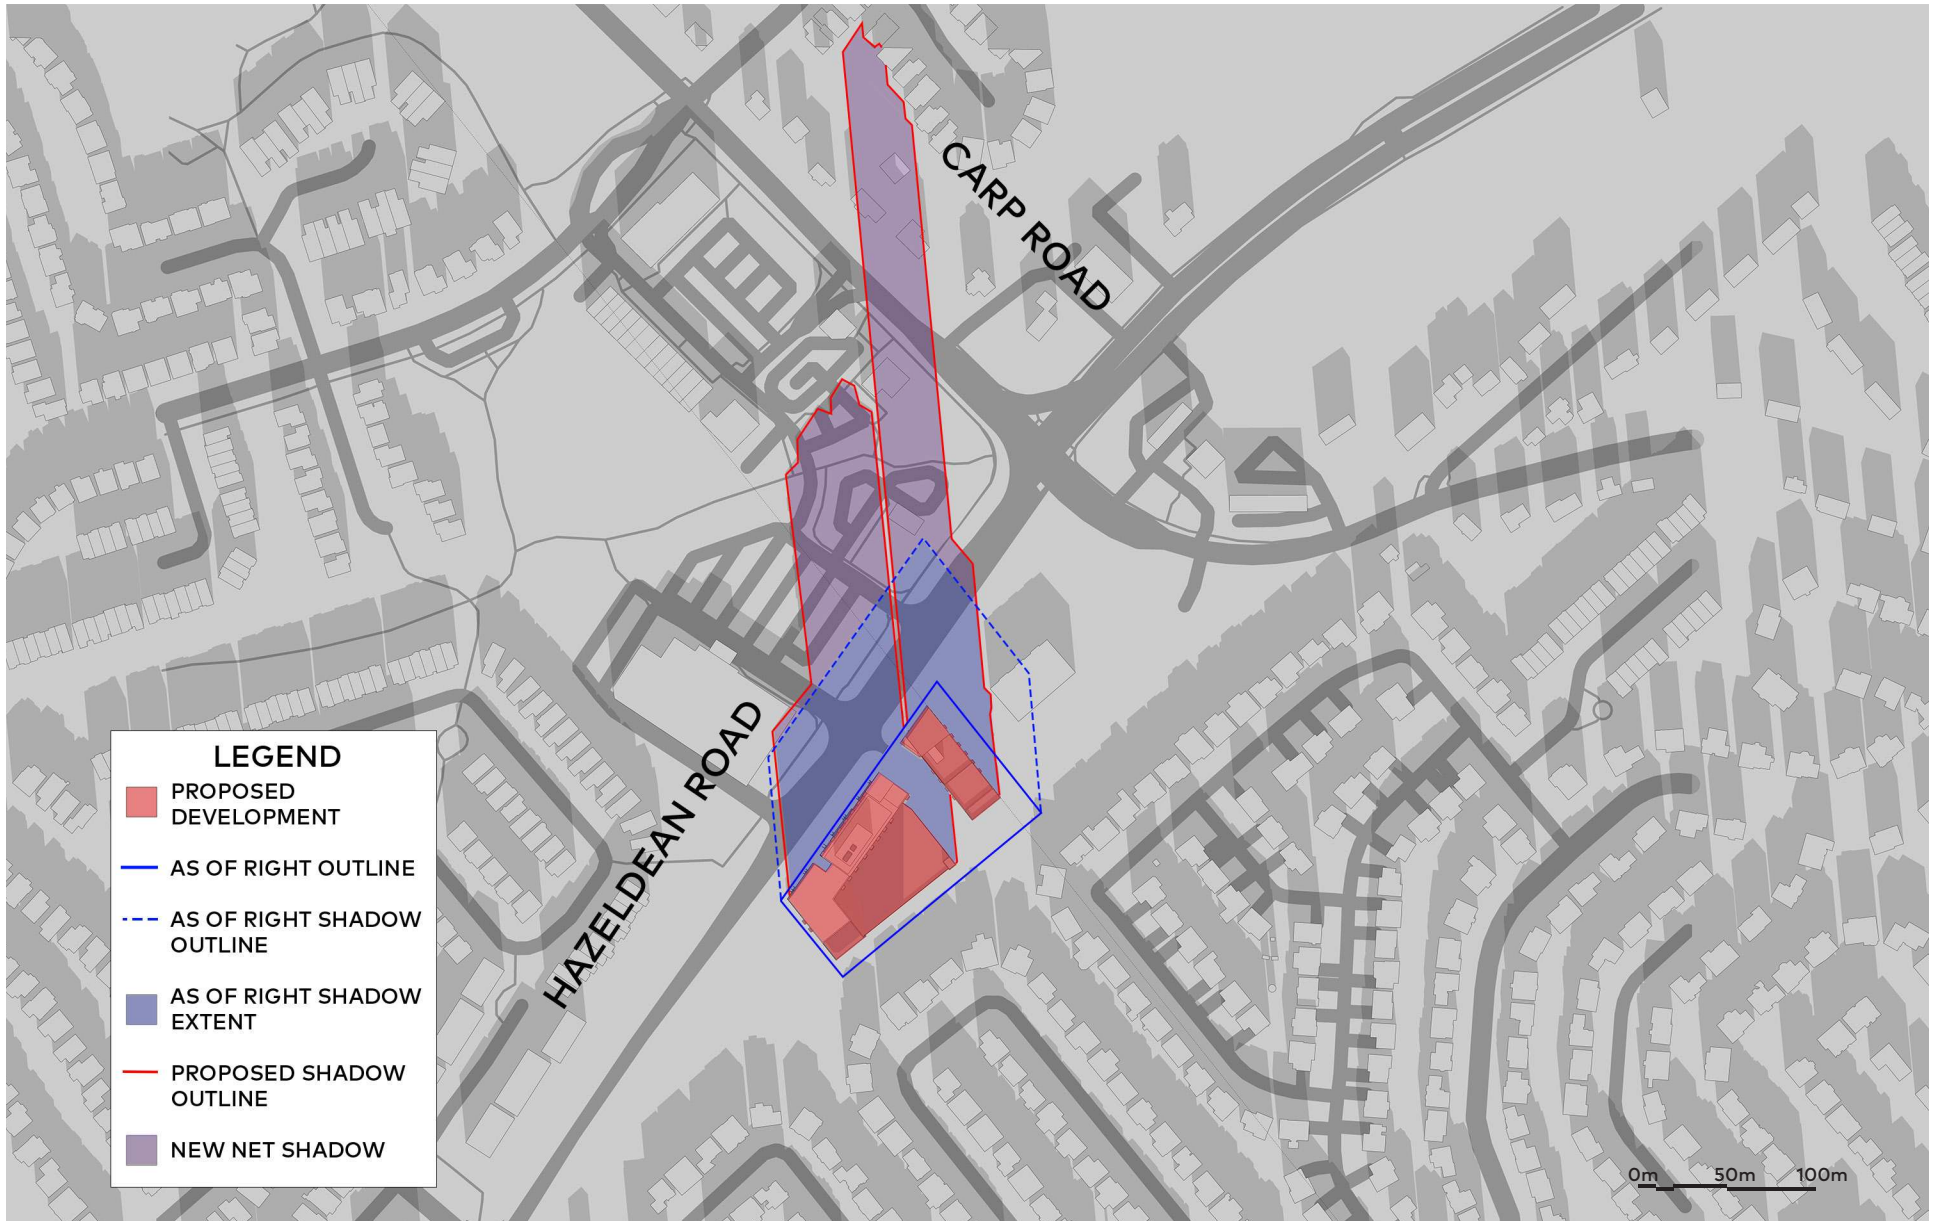 CARP ROAD
HAZELDEAN ROAD
LEGEND
PROPOSED
DEVELOPMENT
AS OF RIGHT OUTLINE
AS OF RIGHT SHADOW
OUTLINE
AS OF RIGHT SHADOW
EXTENT
PROPOSED SHADOW
OUTLINE
NEW NET SHADOW
0m 50m 100m